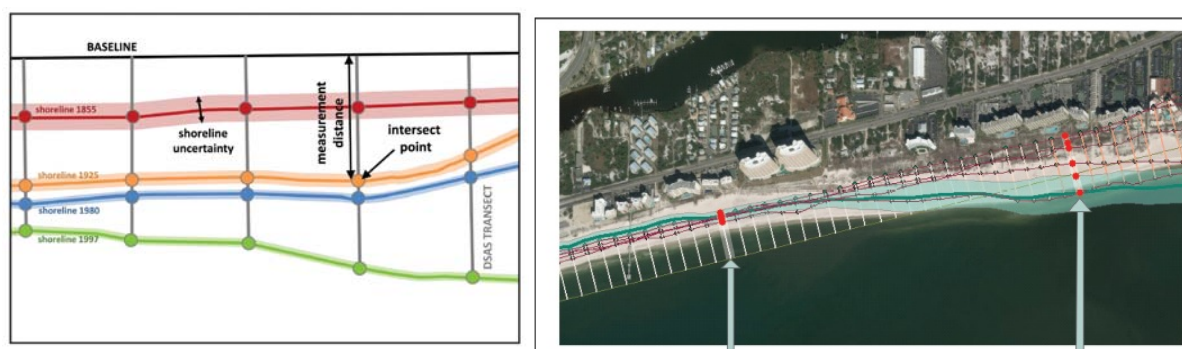 BASELINE
shoreline 1855
shoreline
uncertainty
measurement
distance
intersect
point
shoreline 1925
shoreline 1980
shoreline 1997
DSAS TRANSECT